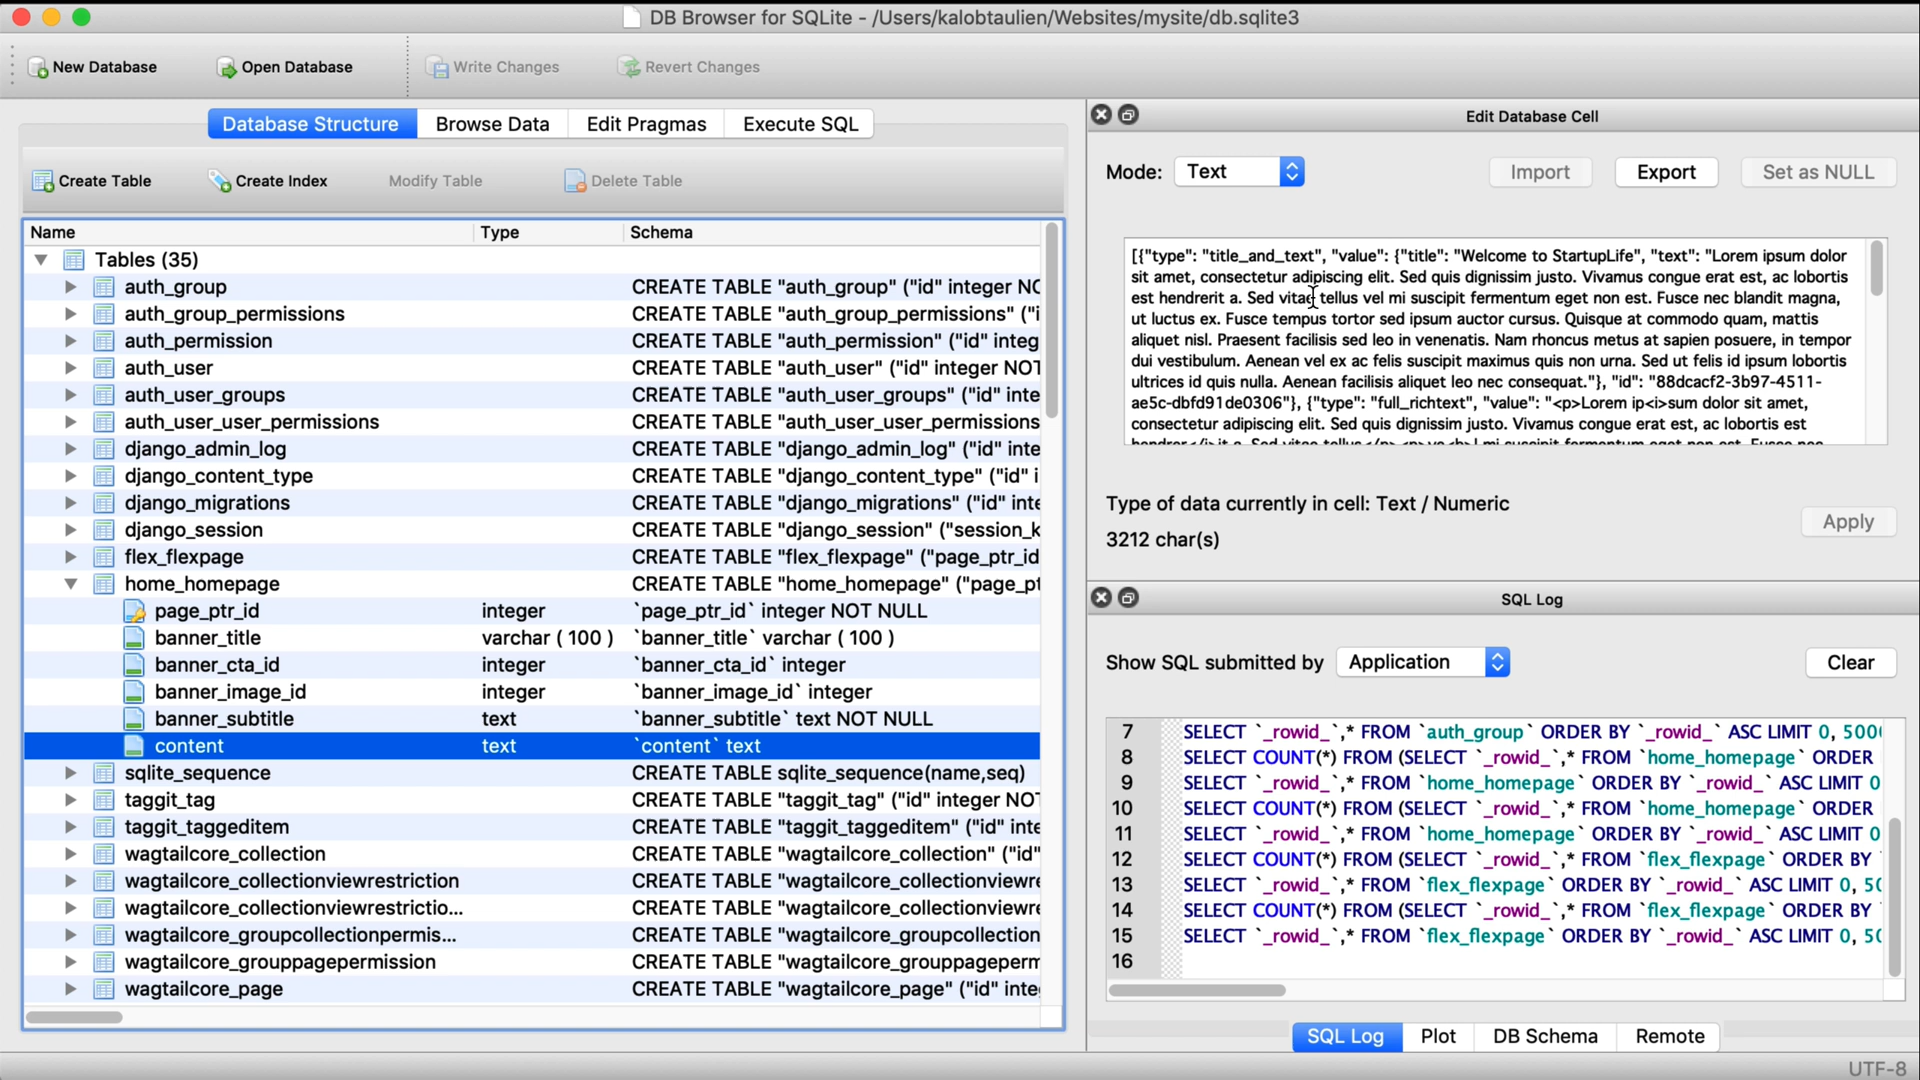 DB Browser for SQLite - /Users/kalobtaulien/Websites/mysite/db.sqlite3
New Database
Open Database
Write Changes
Revert Changes
Database Structure
Browse Data
Edit Pragmas
Execute SQL
Create Table
Create Index
Modify Table
Delete Table
Name Type Schema
Tables (35)
auth_group CREATE TABLE "auth_group" ("id" integer NO
auth_group_permissions CREATE TABLE "auth_group_permissions" ("i
auth_permission CREATE TABLE "auth_permission" ("id" integ
auth_user CREATE TABLE "auth_user" ("id" integer NOT
auth_user_groups CREATE TABLE "auth_user_groups" ("id" inte
auth_user_user_permissions CREATE TABLE "auth_user_user_permissions
django_admin_log CREATE TABLE "django_admin_log" ("id" inte
django_content_type CREATE TABLE "django_content_type" ("id" i
django_migrations CREATE TABLE "django_migrations" ("id" inte
django_session CREATE TABLE "django_session" ("session_k
flex_flexpage CREATE TABLE "flex_flexpage" ("page_ptr_id
home_homepage CREATE TABLE "home_homepage" ("page_pt
page_ptr_id integer `page_ptr_id` integer NOT NULL
banner_title varchar ( 100 ) `banner_title` varchar ( 100 )
banner_cta_id integer `banner_cta_id` integer
banner_image_id integer `banner_image_id` integer
banner_subtitle text `banner_subtitle` text NOT NULL
content text `content` text
sqlite_sequence CREATE TABLE sqlite_sequence(name,seq)
taggit_tag CREATE TABLE "taggit_tag" ("id" integer NOT
taggit_taggeditem CREATE TABLE "taggit_taggeditem" ("id" inte
wagtailcore_collection CREATE TABLE "wagtailcore_collection" ("id"
wagtailcore_collectionviewrestriction CREATE TABLE "wagtailcore_collectionviewre
wagtailcore_collectionviewrestrictio... CREATE TABLE "wagtailcore_collectionviewre
wagtailcore_groupcollectionpermis... CREATE TABLE "wagtailcore_groupcollection
wagtailcore_grouppagepermission CREATE TABLE "wagtailcore_grouppageperm
wagtailcore_page CREATE TABLE "wagtailcore_page" ("id" inte
Edit Database Cell
Mode: Text
Import
Export
Set as NULL
[{"type": "title_and_text", "value": {"title": "Welcome to StartupLife", "text": "Lorem ipsum dolor
sit amet, consectetur adipiscing elit. Sed quis dignissim justo. Vivamus congue erat est, ac lobortis
est hendrerit a. Sed vitae tellus vel mi suscipit fermentum eget non est. Fusce nec blandit magna,
ut luctus ex. Fusce tempus tortor sed ipsum auctor cursus. Quisque at commodo quam, mattis
aliquet nisl. Praesent facilisis sed leo in venenatis. Nam rhoncus metus at sapien posuere, in tempor
dui vestibulum. Aenean vel ex ac felis suscipit maximus quis non urna. Sed ut felis id ipsum lobortis
ultrices id quis nulla. Aenean facilisis aliquet leo nec consequat."}, "id": "88dcacf2-3b97-4511-
ae5c-dbfd91de0306"}, {"type": "full_richtext", "value": "<p>Lorem ip<i>sum dolor sit amet,
consectetur adipiscing elit. Sed quis dignissim justo. Vivamus congue erat est, ac lobortis est
Type of data currently in cell: Text / Numeric
3212 char(s)
Apply
SQL Log
Show SQL submitted by Application
Clear
7 SELECT `_rowid_`,* FROM `auth_group` ORDER BY `_rowid_` ASC LIMIT 0, 5000
8 SELECT COUNT(*) FROM (SELECT `_rowid_`,* FROM `home_homepage` ORDER
9 SELECT `_rowid_`,* FROM `home_homepage` ORDER BY `_rowid_` ASC LIMIT 0
10 SELECT COUNT(*) FROM (SELECT `_rowid_`,* FROM `home_homepage` ORDER
11 SELECT `_rowid_`,* FROM `home_homepage` ORDER BY `_rowid_` ASC LIMIT 0
12 SELECT COUNT(*) FROM (SELECT `_rowid_`,* FROM `flex_flexpage` ORDER BY `
13 SELECT `_rowid_`,* FROM `flex_flexpage` ORDER BY `_rowid_` ASC LIMIT 0, 50
14 SELECT COUNT(*) FROM (SELECT `_rowid_`,* FROM `flex_flexpage` ORDER BY `
15 SELECT `_rowid_`,* FROM `flex_flexpage` ORDER BY `_rowid_` ASC LIMIT 0, 50
16
SQL Log
Plot
DB Schema
Remote
UTF-8